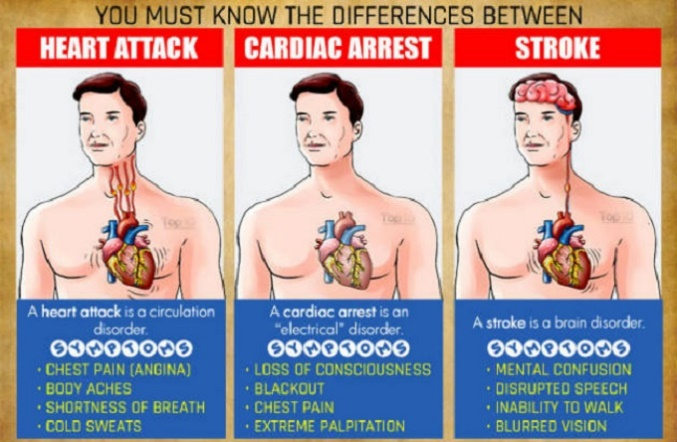 YOU MUST KNOW THE DIFFERENCES BETWEEN
HEART ATTACK
A heart attack is a circulation
disorder.
SYMPTOMS
• CHEST PAIN (ANGINA)
• BODY ACHES
• SHORTNESS OF BREATH
• COLD SWEATS
CARDIAC ARREST
Top10
A cardiac arrest is an
"electrical" disorder.
SYMPTOMS
• LOSS OF CONSCIOUSNESS
• BLACKOUT
• CHEST PAIN
• EXTREME PALPITATION
STROKE
Top10
A stroke is a brain disorder.
SYMPTOMS
• MENTAL CONFUSION
• DISRUPTED SPEECH
• INABILITY TO WALK
• BLURRED VISION